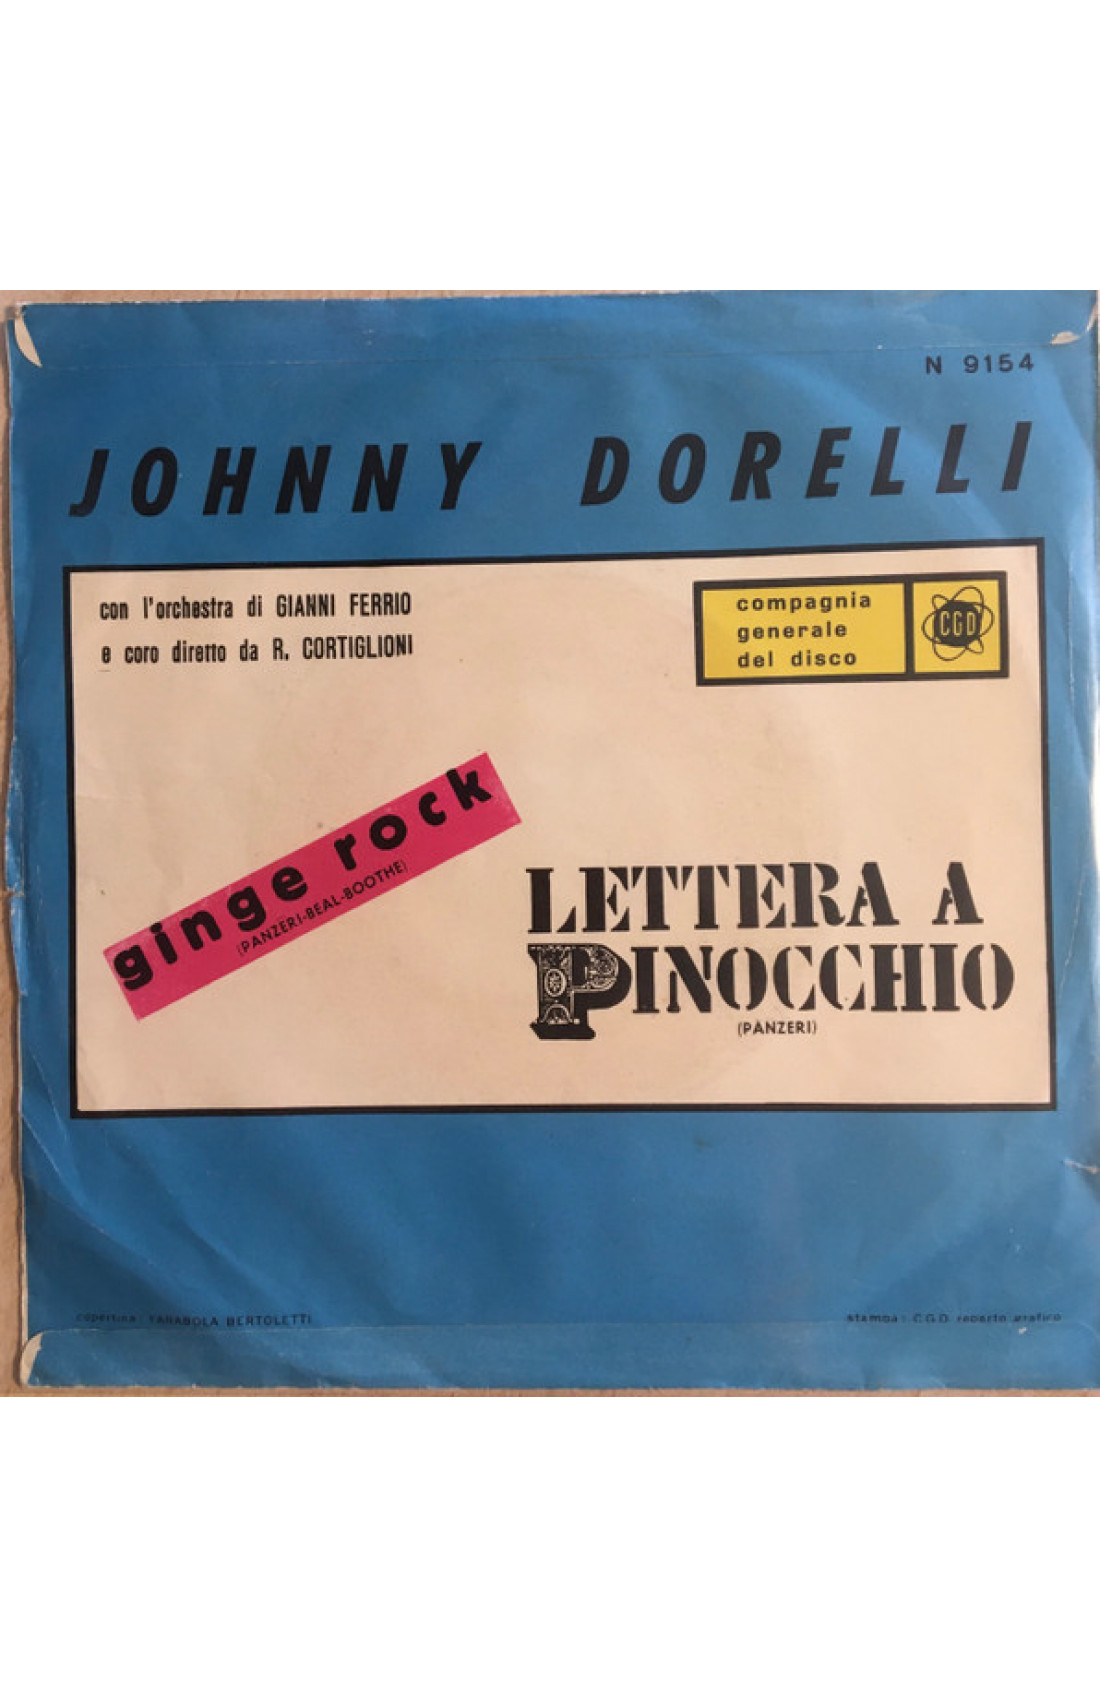 N 9154
JOHNNY DORELLI
con l'orchestra di GIANNI FERRIO
e coro diretto da R. CORTIGLIONI
compagnia
generale
del disco
CGD
ginge rock
(PANZERI-BEAL-BOOTHE)
LETTERA A
PINOCCHIO
(PANZERI)
copertina: TARABOLA BERTOLETTI
stampa: C.G.D. reparto grafico